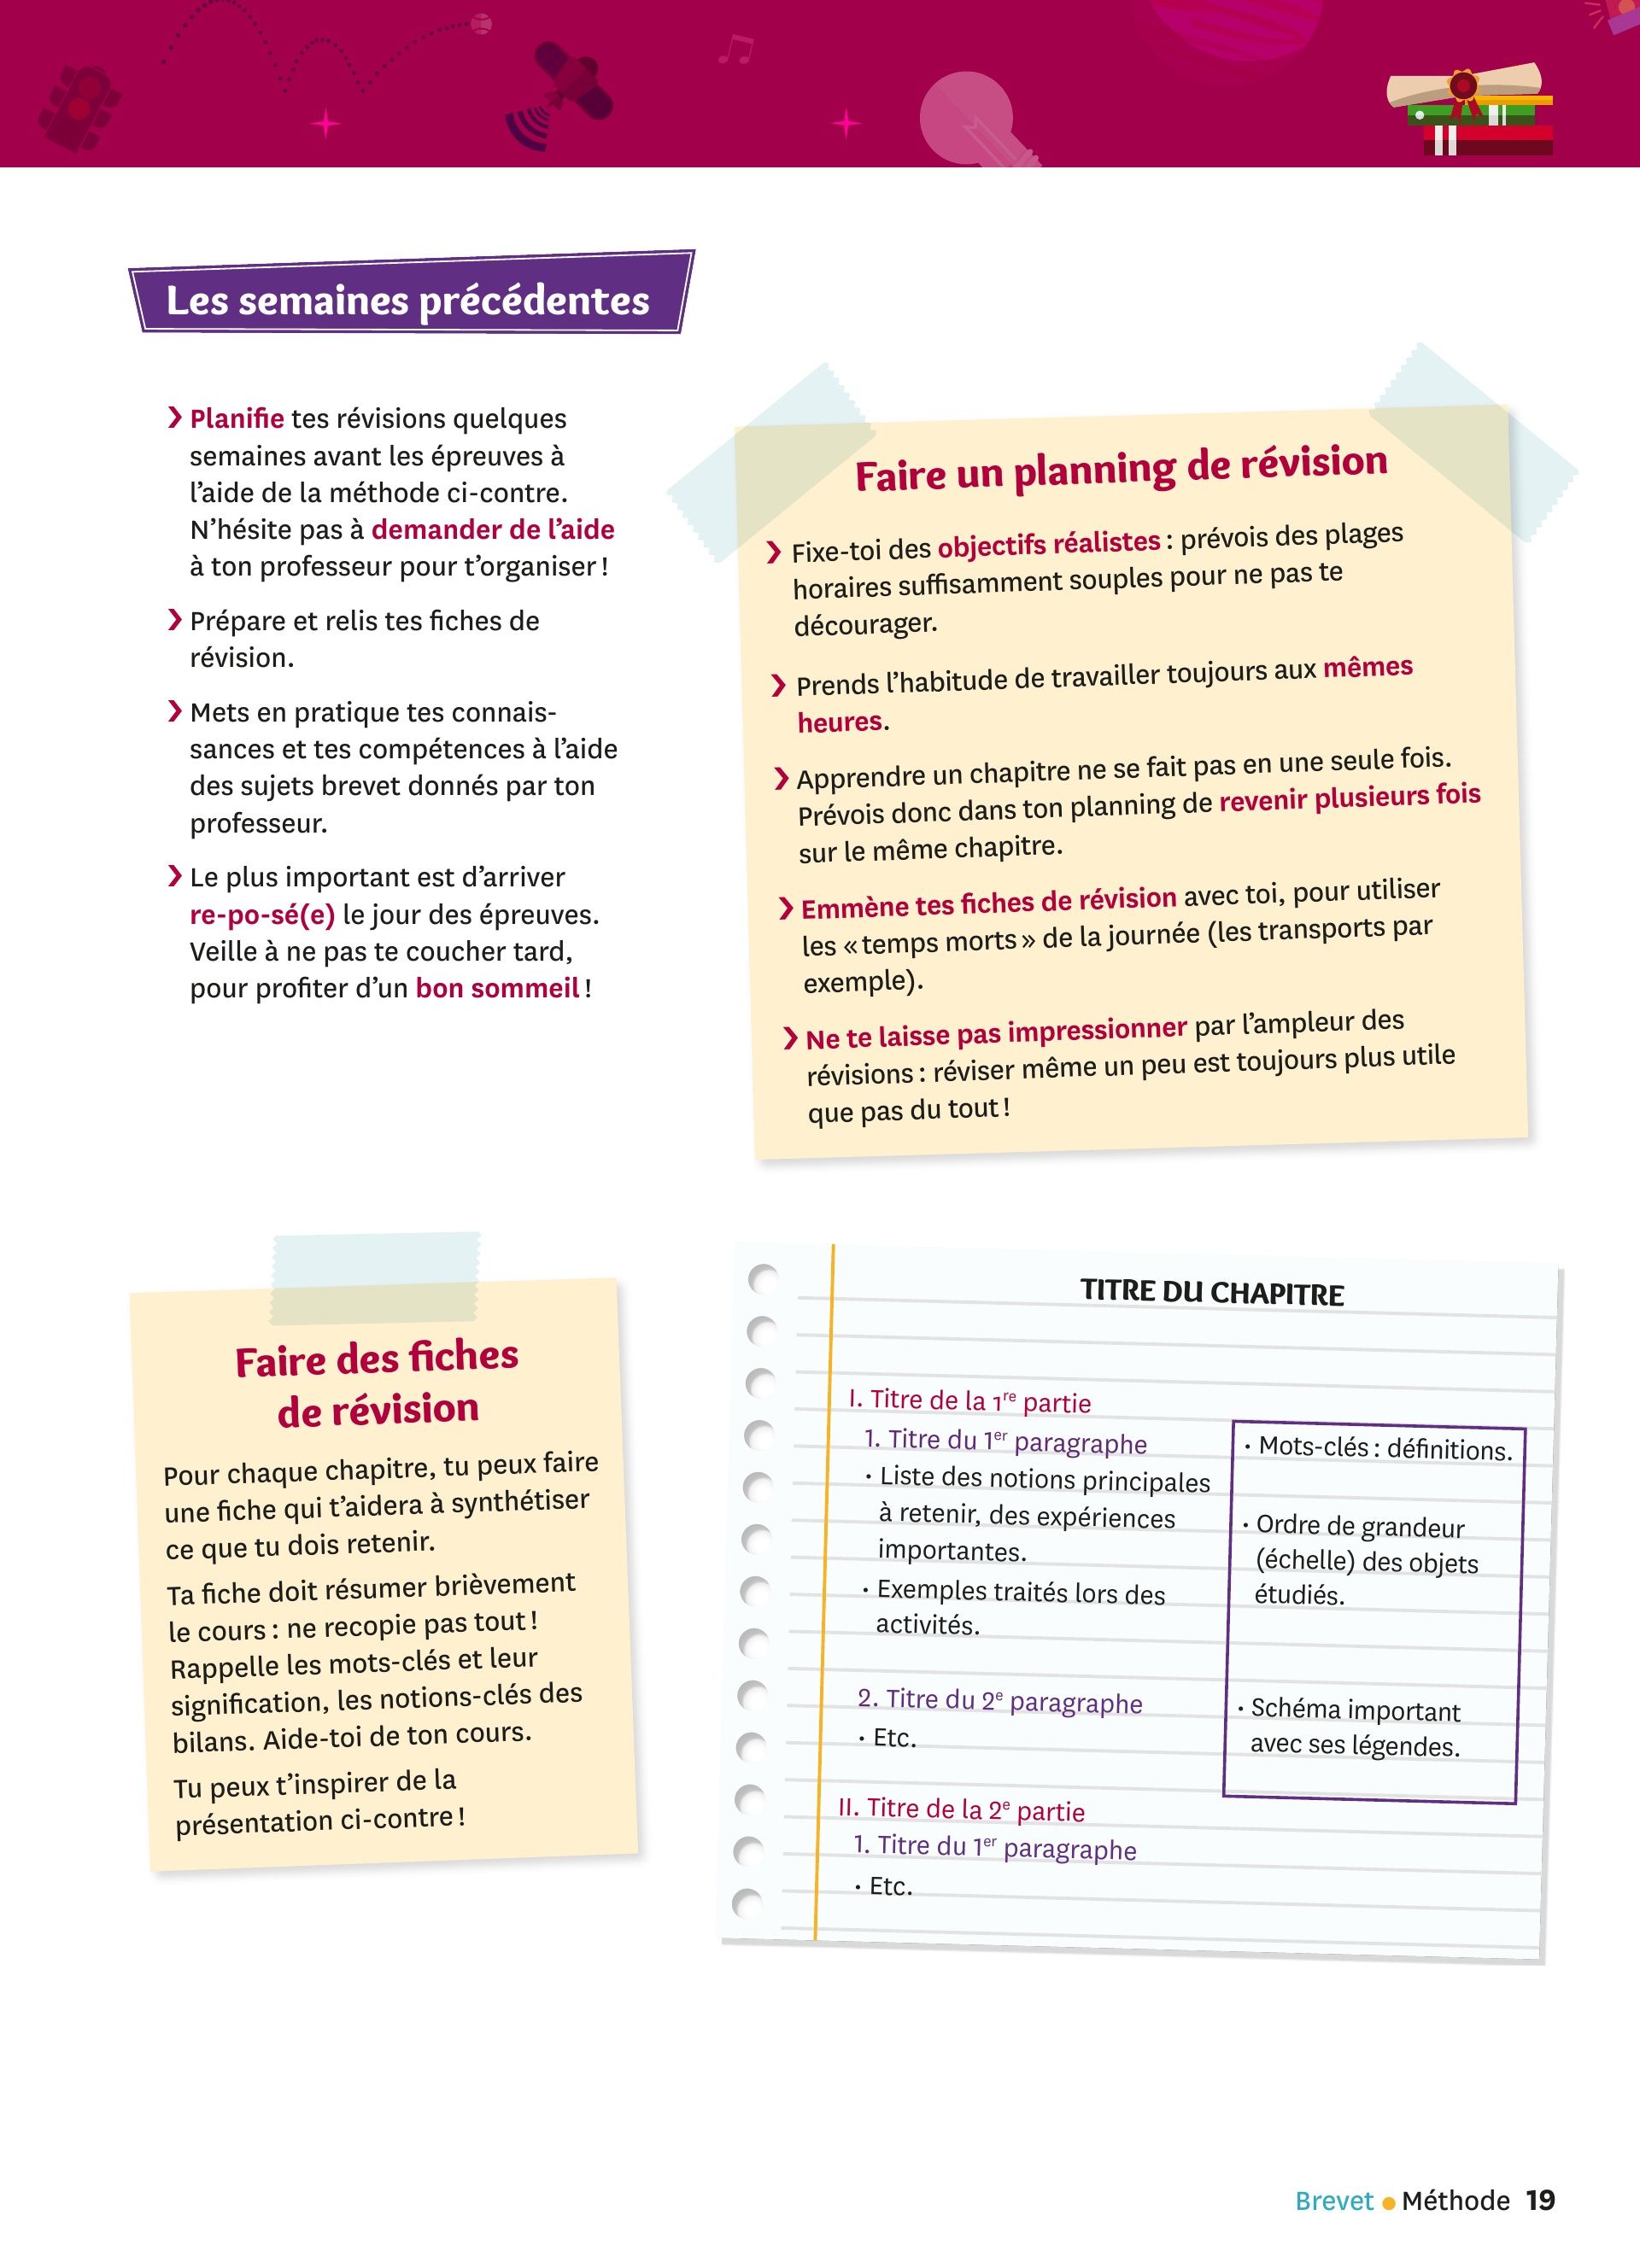 Les semaines précédentes
❯ Planifie tes révisions quelques
semaines avant les épreuves à
l'aide de la méthode ci-contre.
N'hésite pas à demander de l'aide
à ton professeur pour t'organiser !
❯ Prépare et relis tes fiches de
révision.
❯ Mets en pratique tes connais-
sances et tes compétences à l'aide
des sujets brevet donnés par ton
professeur.
❯ Le plus important est d'arriver
re-po-sé(e) le jour des épreuves.
Veille à ne pas te coucher tard,
pour profiter d'un bon sommeil !
Faire un planning de révision
❯ Fixe-toi des objectifs réalistes : prévois des plages
horaires suffisamment souples pour ne pas te
décourager.
❯ Prends l'habitude de travailler toujours aux mêmes
heures.
❯ Apprendre un chapitre ne se fait pas en une seule fois.
Prévois donc dans ton planning de revenir plusieurs fois
sur le même chapitre.
❯ Emmène tes fiches de révision avec toi, pour utiliser
les « temps morts » de la journée (les transports par
exemple).
❯ Ne te laisse pas impressionner par l'ampleur des
révisions : réviser même un peu est toujours plus utile
que pas du tout !
Faire des fiches
de révision
Pour chaque chapitre, tu peux faire
une fiche qui t'aidera à synthétiser
ce que tu dois retenir.
Ta fiche doit résumer brièvement
le cours : ne recopie pas tout !
Rappelle les mots-clés et leur
signification, les notions-clés des
bilans. Aide-toi de ton cours.
Tu peux t'inspirer de la
présentation ci-contre !
TITRE DU CHAPITRE
I. Titre de la 1re partie
1. Titre du 1er paragraphe
• Liste des notions principales
à retenir, des expériences
importantes.
• Exemples traités lors des
activités.
2. Titre du 2e paragraphe
• Etc.
II. Titre de la 2e partie
1. Titre du 1er paragraphe
• Etc.
• Mots-clés : définitions.
• Ordre de grandeur
(échelle) des objets
étudiés.
• Schéma important
avec ses légendes.
Brevet • Méthode 19